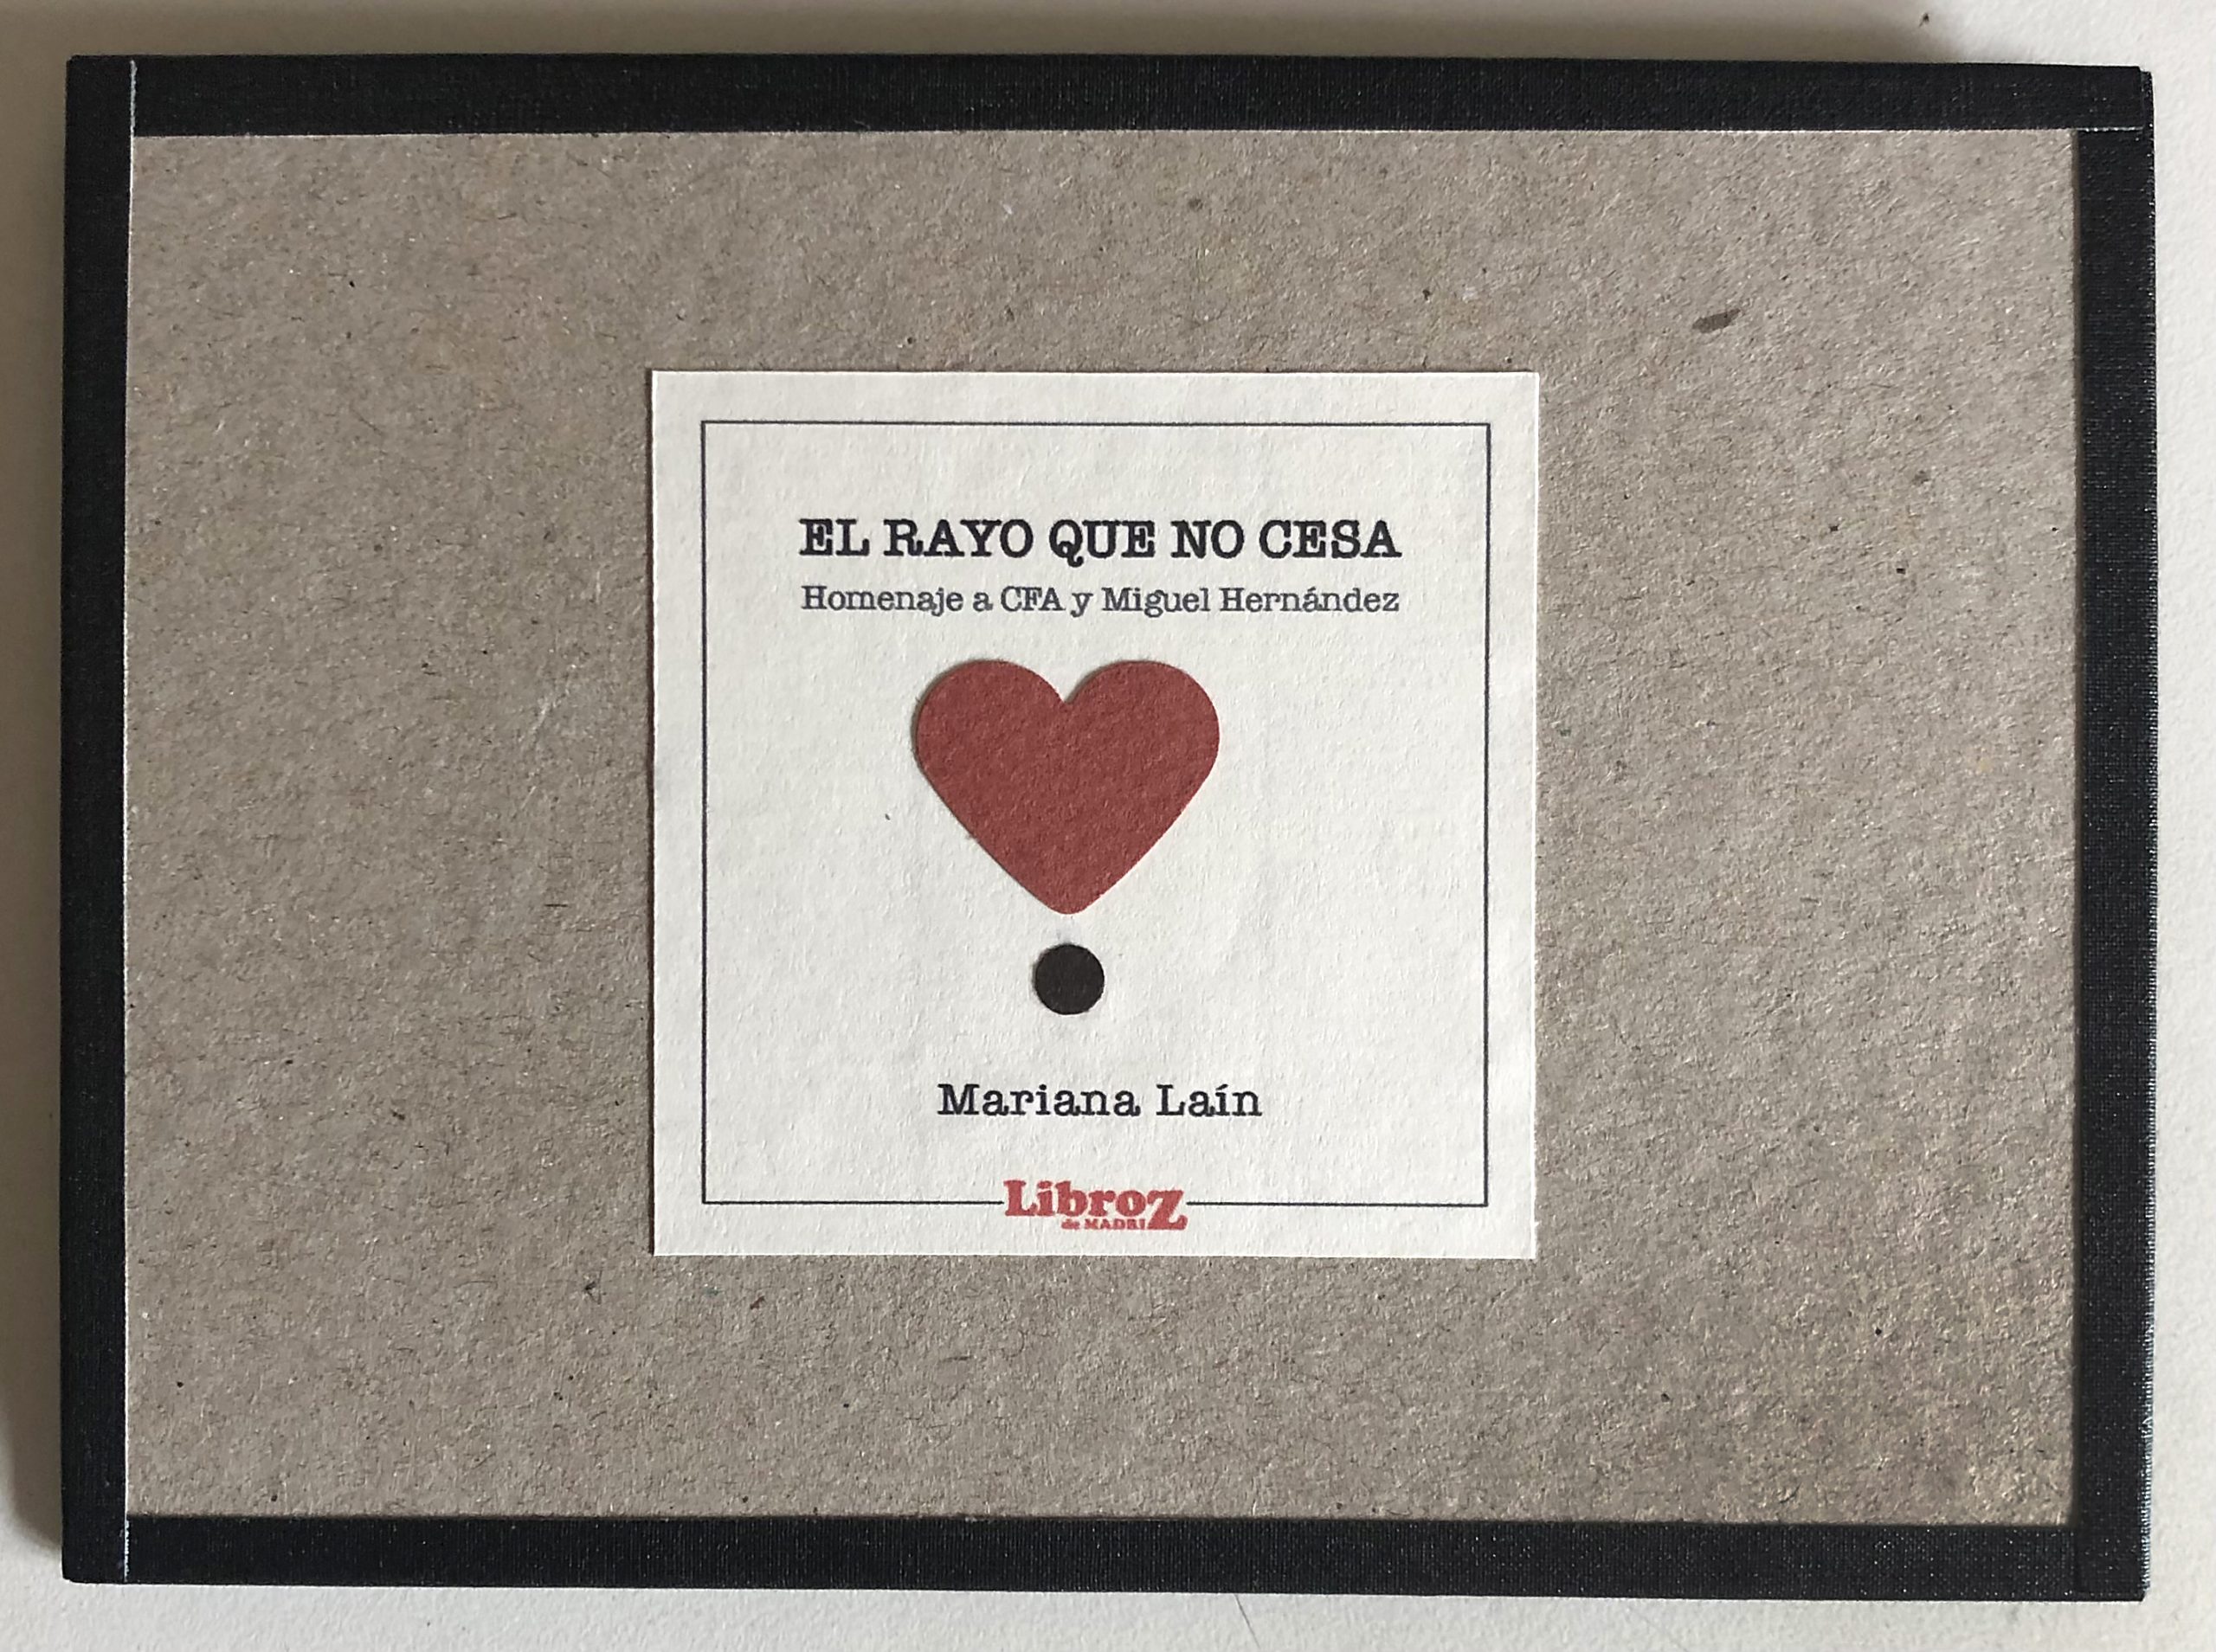 EL RAYO QUE NO CESA
Homenaje a CFA y Miguel Hernández
Mariana Laín
LibroZ
de MADRIZ